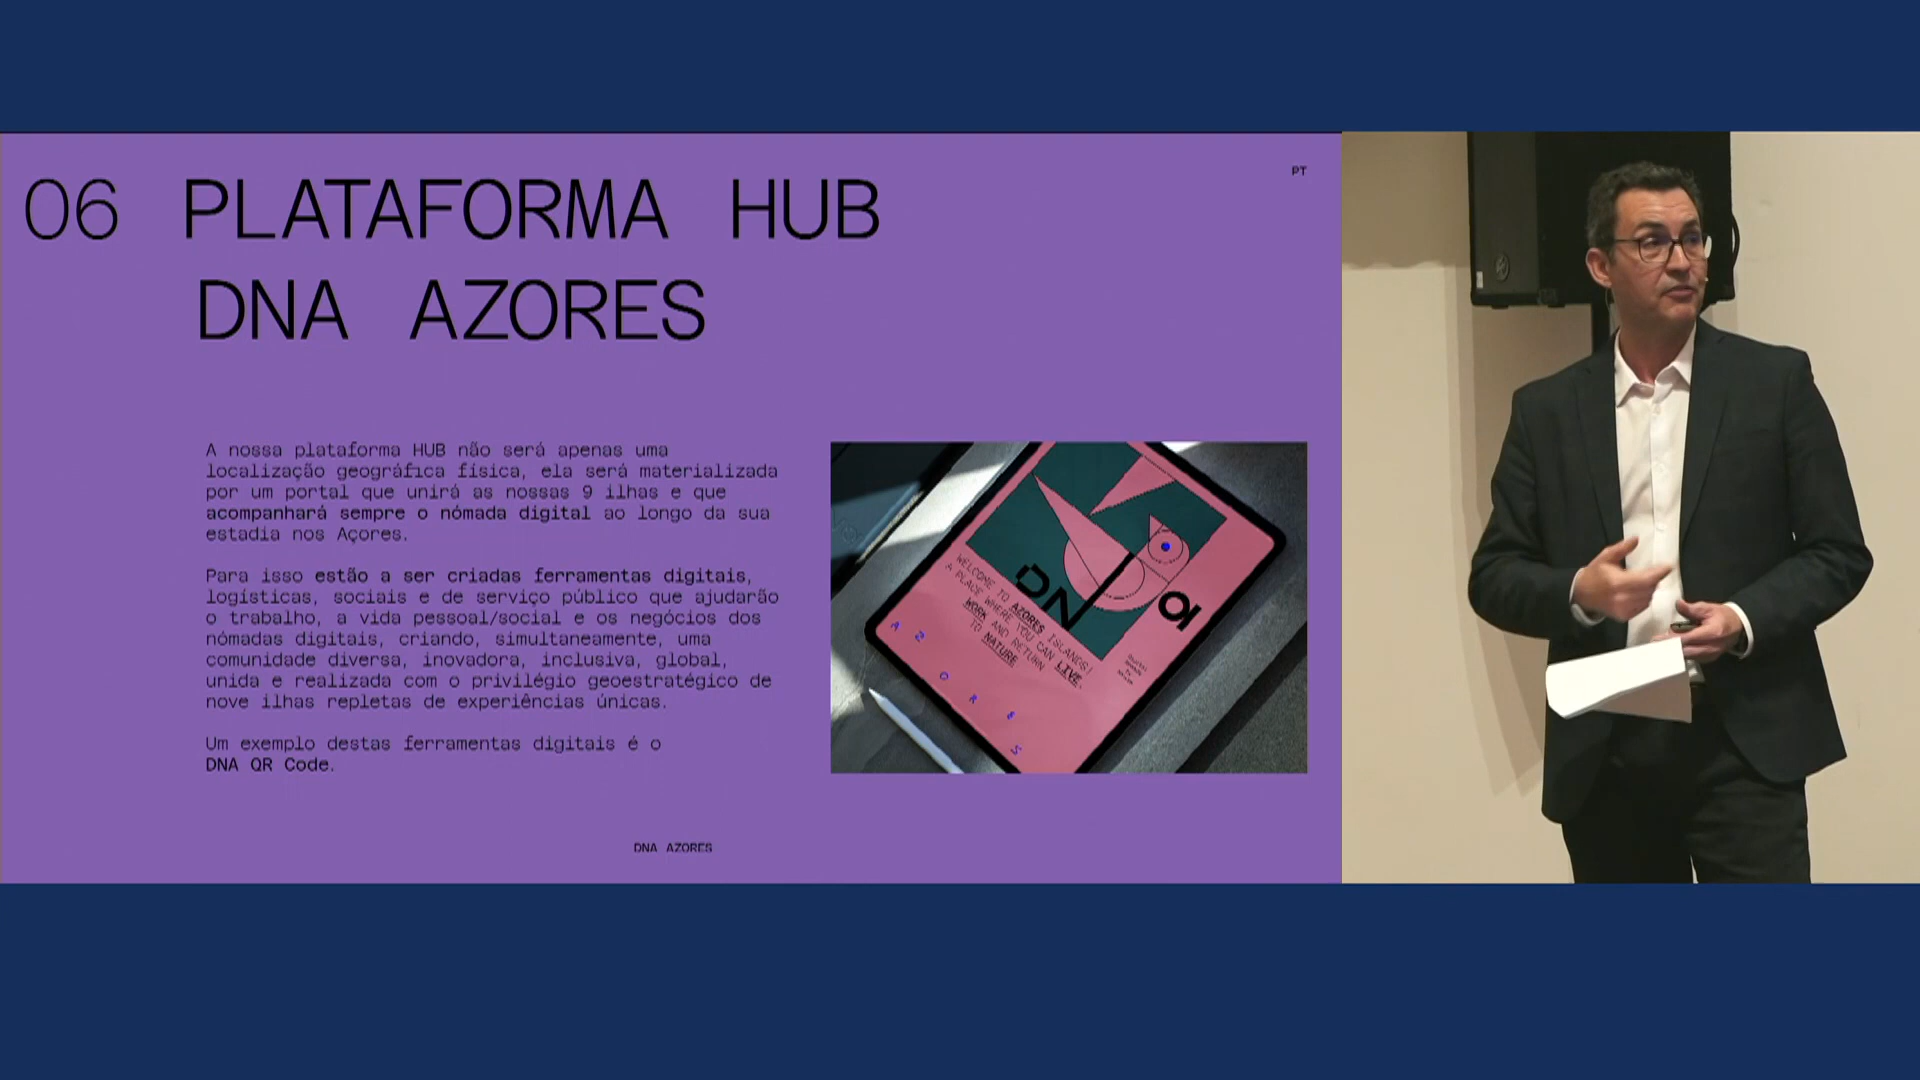 06 PLATAFORMA HUB
DNA AZORES
PT
A nossa plataforma HUB não será apenas uma
localização geográfica física, ela será materializada
por um portal que unirá as nossas 9 ilhas e que
acompanhará sempre o nómada digital ao longo da sua
estadia nos Açores.
Para isso estão a ser criadas ferramentas digitais,
logísticas, sociais e de serviço público que ajudarão
o trabalho, a vida pessoal/social e os negócios dos
nómadas digitais, criando, simultaneamente, uma
comunidade diversa, inovadora, inclusiva, global,
unida e realizada com o privilégio geoestratégico de
nove ilhas repletas de experiências únicas.
Um exemplo destas ferramentas digitais é o
DNA QR Code.
DNA
WELCOME TO AZORES ISLANDS!
A PLACE WHERE YOU CAN LIVE,
WORK AND RETURN
TO NATURE
AZORES
DNA AZORES